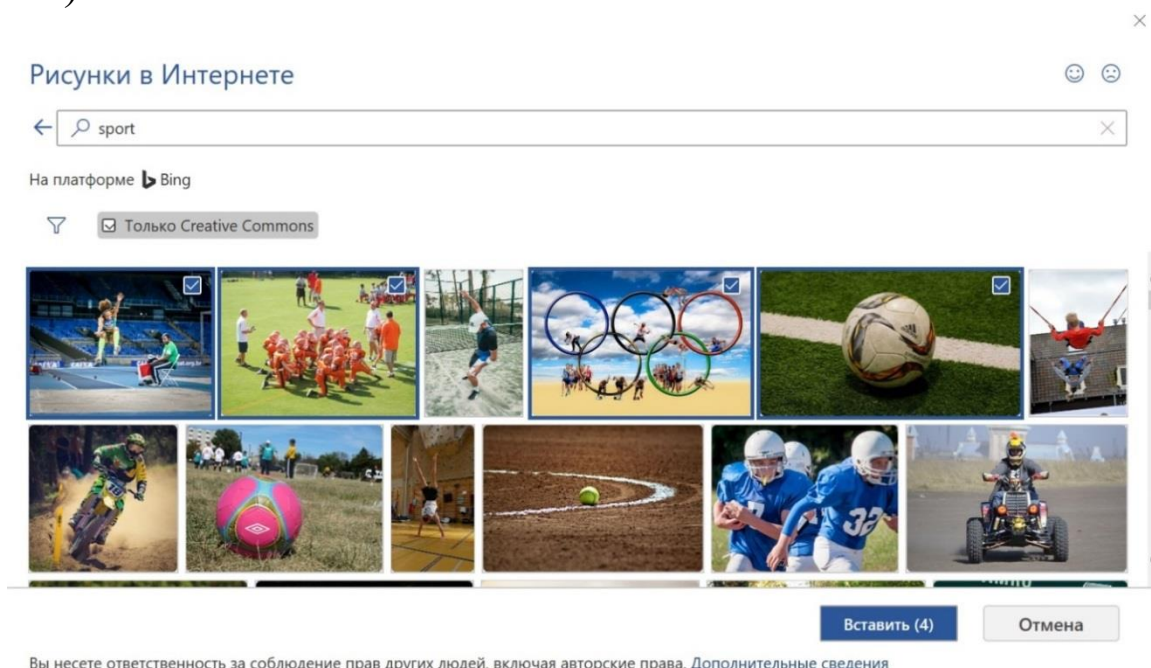 )
Рисунки в Интернете
sport
На платформе Bing
Только Creative Commons
32
Вставить (4) Отмена
Вы несете ответственность за соблюдение прав других людей, включая авторские права. Дополнительные сведения